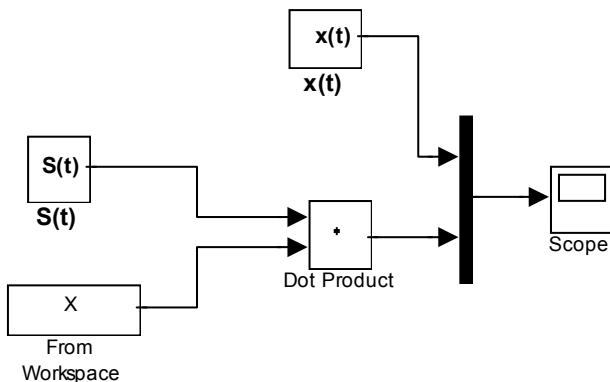 x(t)
x(t)
S(t)
S(t)
Dot Product
Scope
X
From
Workspace